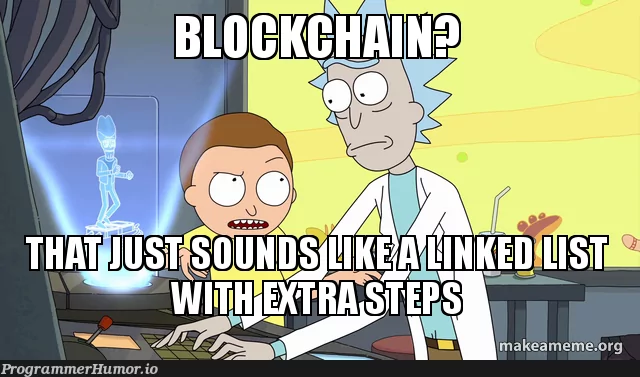 BLOCKCHAIN?
THAT JUST SOUNDS LIKE A LINKED LIST
WITH EXTRA STEPS
makeameme.org
ProgrammerHumor.io